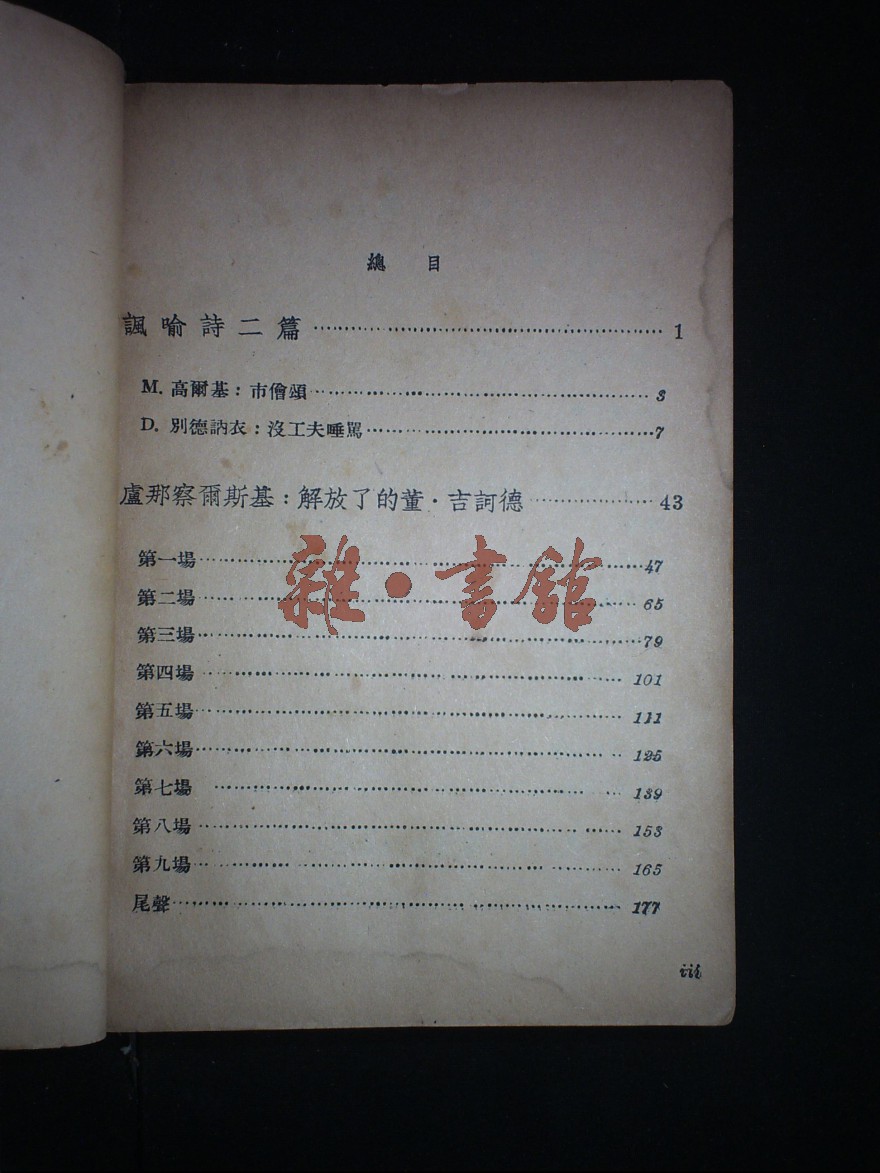 總 目
諷喻詩二篇……1
M. 高爾基：市儈頌……3
D. 別德訥衣：沒工夫唾罵……7
盧那察爾斯基：解放了的董·吉訶德……43
第一場……47
第二場……65
雜·書館
第三場……79
第四場……101
第五場……111
第六場……125
第七場……139
第八場……153
第九場……165
尾聲……177
iii